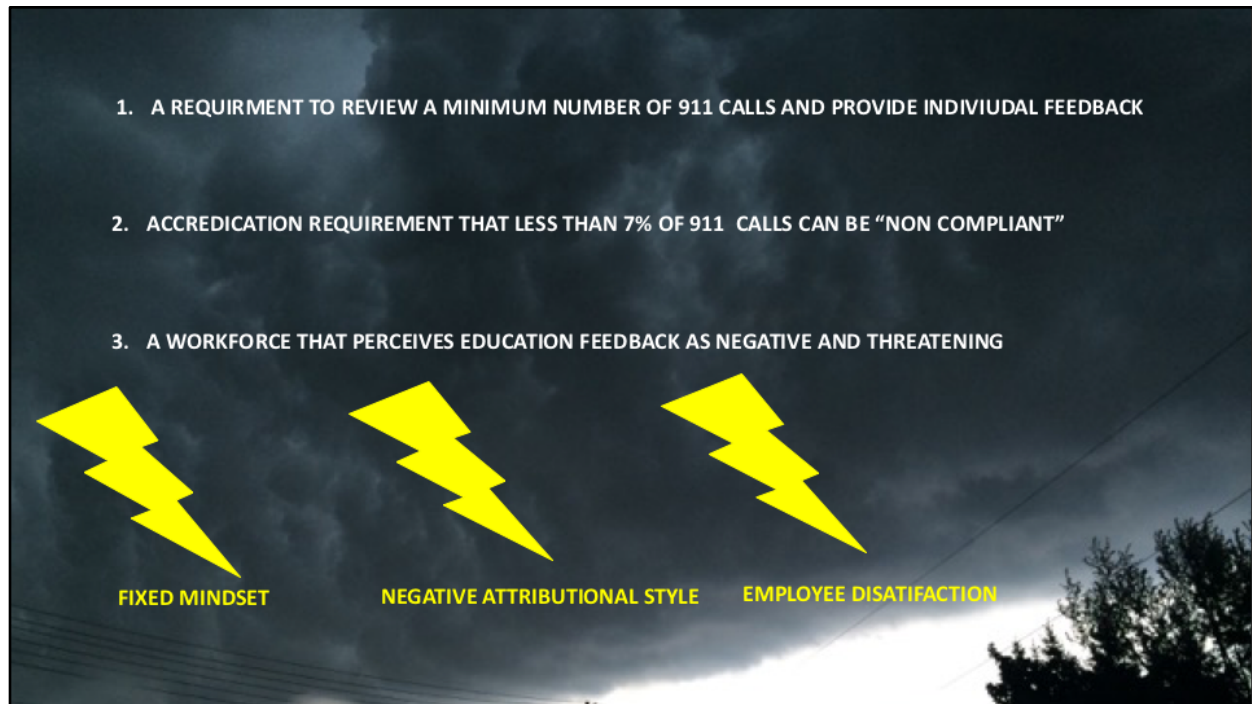 1. A REQUIRMENT TO REVIEW A MINIMUM NUMBER OF 911 CALLS AND PROVIDE INDIVIUDAL FEEDBACK
2. ACCREDICATION REQUIREMENT THAT LESS THAN 7% OF 911 CALLS CAN BE “NON COMPLIANT”
3. A WORKFORCE THAT PERCEIVES EDUCATION FEEDBACK AS NEGATIVE AND THREATENING
FIXED MINDSET
NEGATIVE ATTRIBUTIONAL STYLE
EMPLOYEE DISATIFACTION